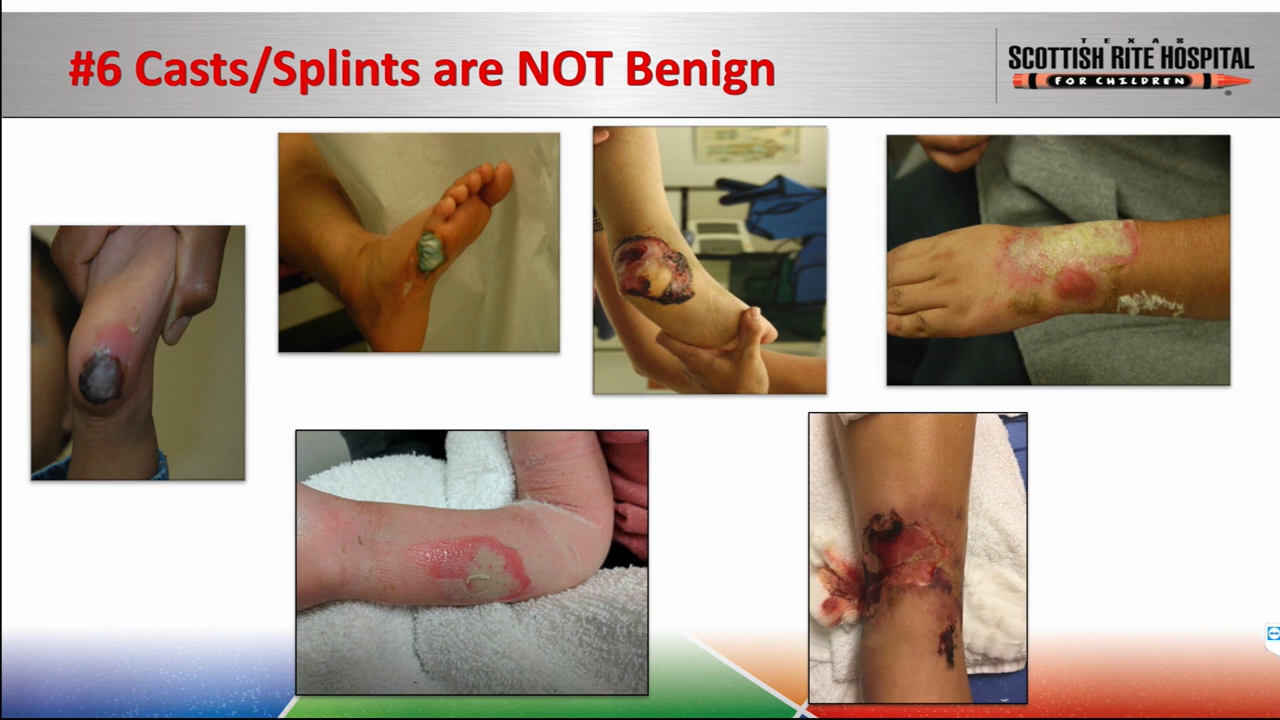 #6 Casts/Splints are NOT Benign
TEXAS
SCOTTISH RITE HOSPITAL
FOR CHILDREN
®